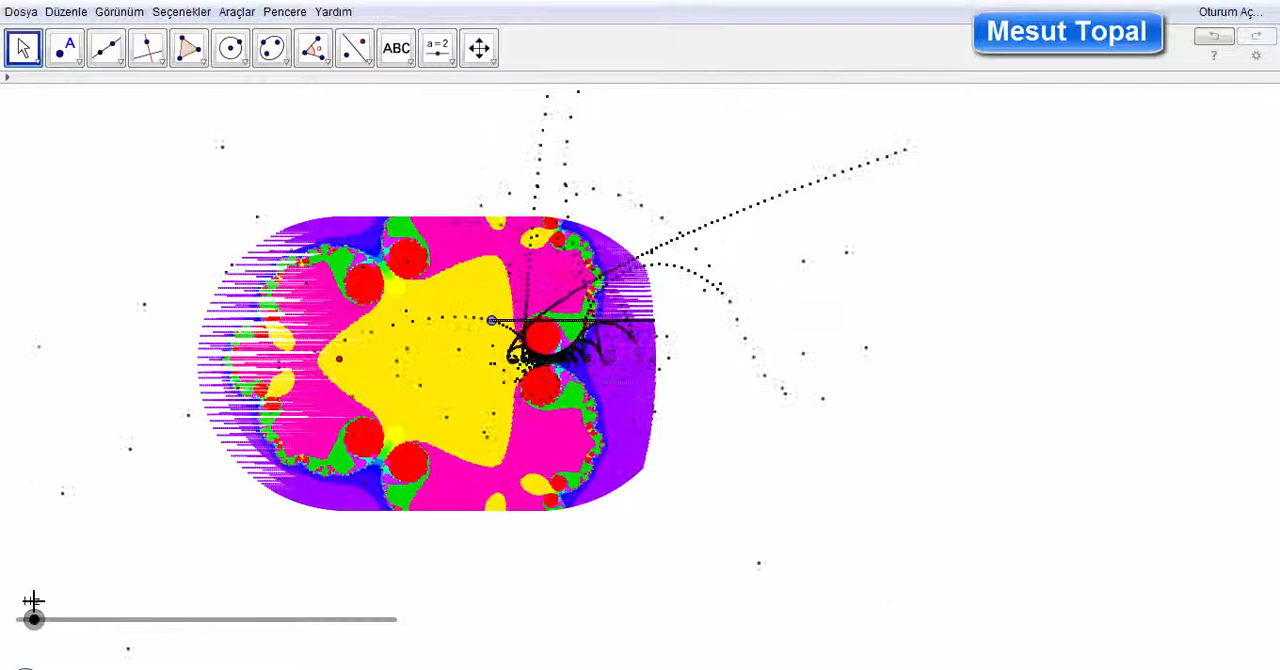 Dosya Düzenle Görünüm Seçenekler Araçlar Pencere Yardım
Oturum Aç...
Mesut Topal
A
ABC
a=2
?